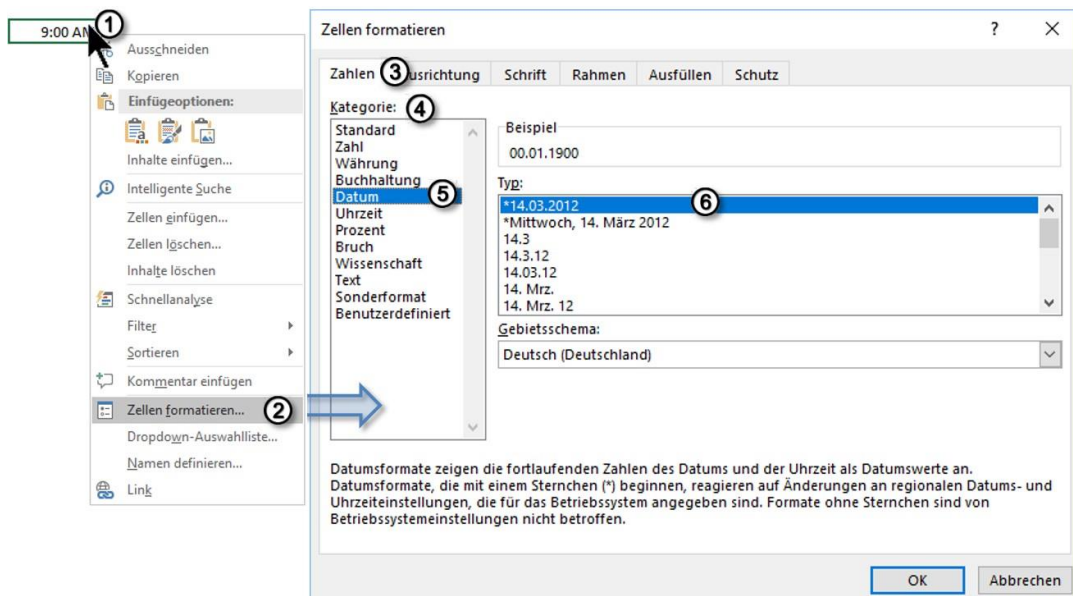 9:00 AM
1
Ausschneiden
Kopieren
Einfügeoptionen:
Inhalte einfügen...
Intelligente Suche
Zellen einfügen...
Zellen löschen...
Inhalte löschen
Schnellanalyse
Filter
Sortieren
Kommentar einfügen
Zellen formatieren... 2
Dropdown-Auswahlliste...
Namen definieren...
Link
Zellen formatieren ?
Zahlen 3 Ausrichtung Schrift Rahmen Ausfüllen Schutz
Kategorie: 4
Standard
Zahl
Währung
Buchhaltung
Datum 5
Uhrzeit
Prozent
Bruch
Wissenschaft
Text
Sonderformat
Benutzerdefiniert
Beispiel
00.01.1900
Typ:
*14.03.2012 6
*Mittwoch, 14. März 2012
14.3
14.3.12
14.03.12
14. Mrz.
14. Mrz. 12
Gebietsschema:
Deutsch (Deutschland)
Datumsformate zeigen die fortlaufenden Zahlen des Datums und der Uhrzeit als Datumswerte an.
Datumsformate, die mit einem Sternchen (*) beginnen, reagieren auf Änderungen an regionalen Datums- und
Uhrzeiteinstellungen, die für das Betriebssystem angegeben sind. Formate ohne Sternchen sind von
Betriebssystemeinstellungen nicht betroffen.
OK Abbrechen